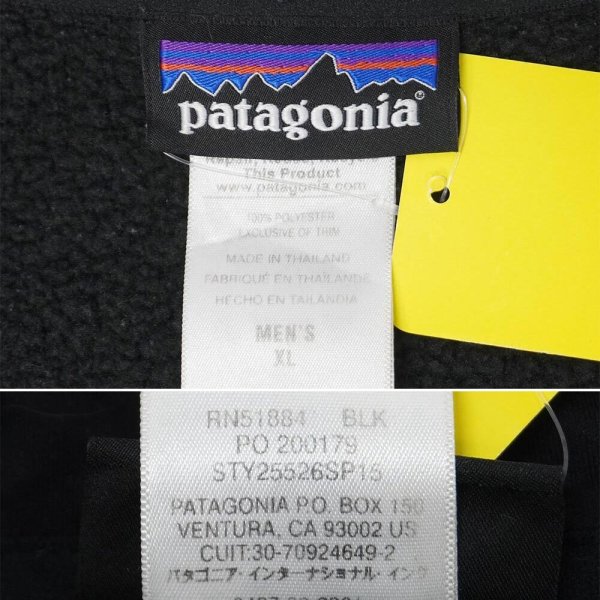 patagonia®
This Product
www.patagonia.com
100% POLYESTER
EXCLUSIVE OF TRIM
MADE IN THAILAND
FABRIQUÉ EN THAÏLANDE
HECHO EN TAILANDIA
MEN'S
XL
RN51884 BLK
PO 200179
STY25526SP15
PATAGONIA P.O. BOX 150
VENTURA, CA 93002 US
CUIT:30-70924649-2
パタゴニア・インターナショナル・インク